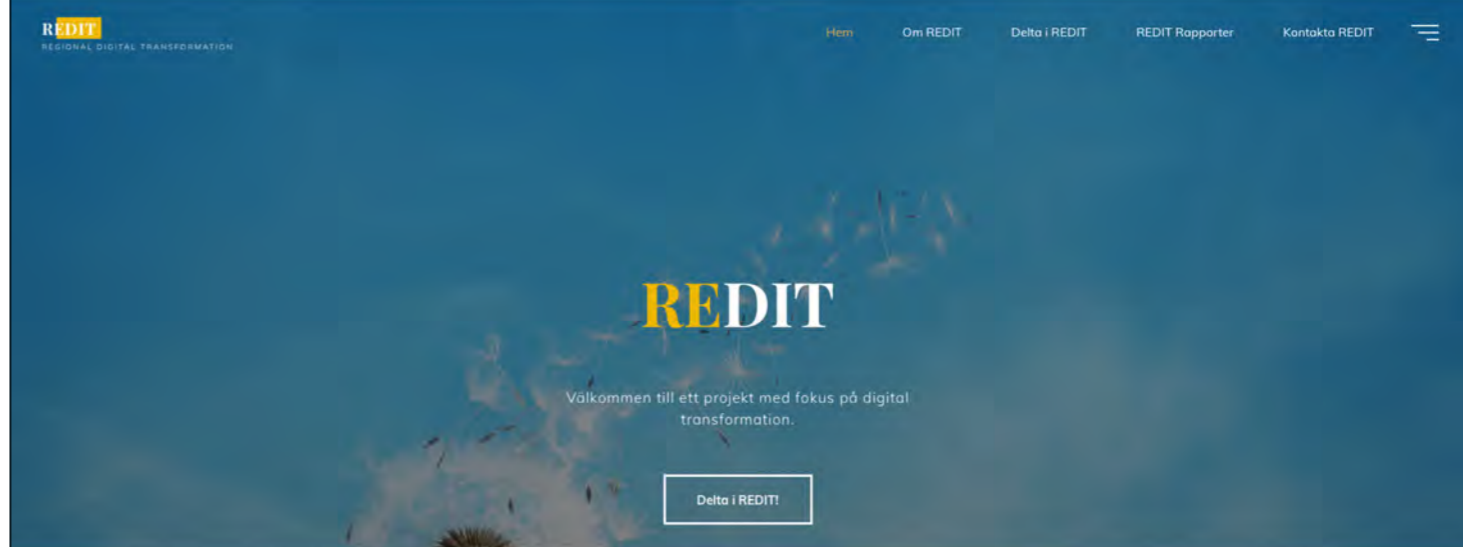 REDIT
REGIONAL DIGITAL TRANSFORMATION
Hem Om REDIT Delta i REDIT REDIT Rapporter Kontakta REDIT
REDIT
Välkommen till ett projekt med fokus på digital
transformation.
Delta i REDIT!